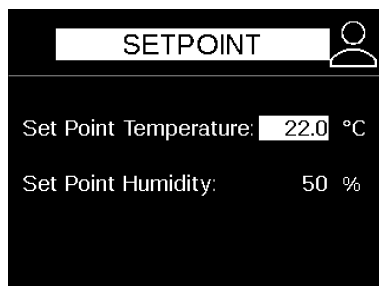 SETPOINT
Set Point Temperature: 22.0 °C
Set Point Humidity: 50 %